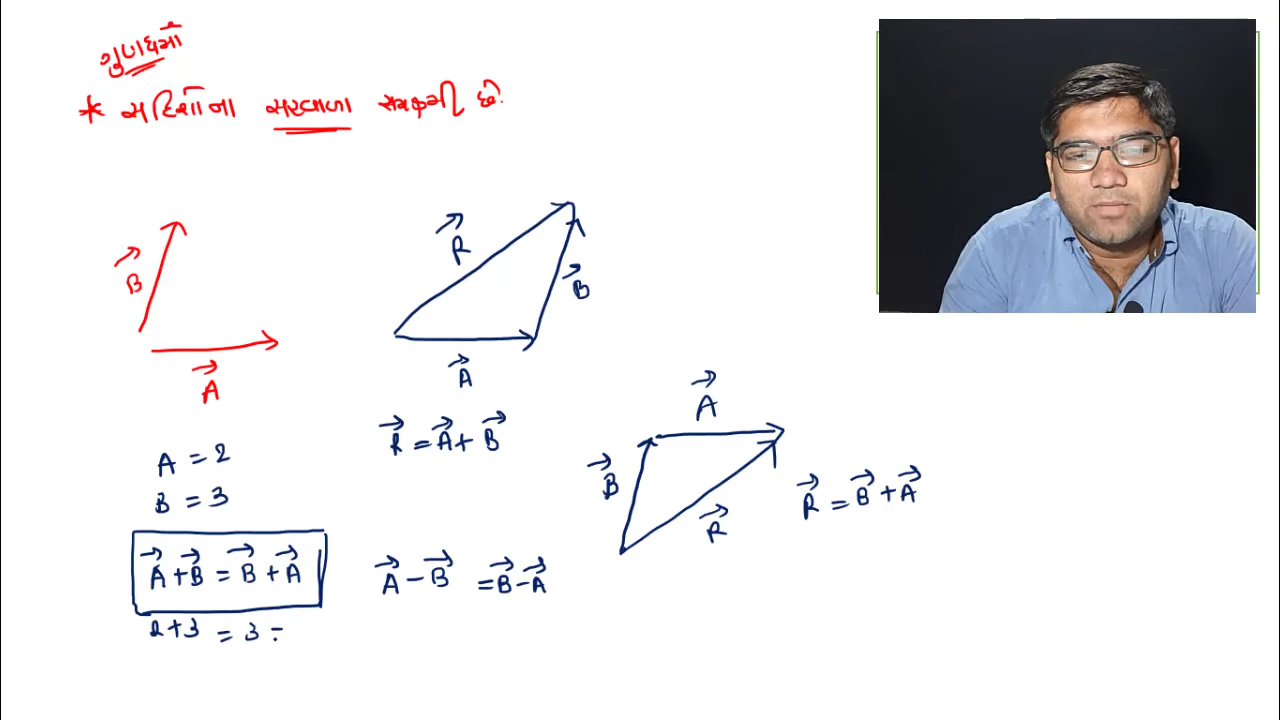 ગુણધર્મો
* સદિશોના સરવાળા સમક્રમી છે.
B⃗
A⃗
R⃗
B⃗
A⃗
A = 2
B = 3
R⃗ = A⃗ + B⃗
A⃗
B⃗
R⃗
R⃗ = B⃗ + A⃗
A⃗ + B⃗ = B⃗ + A⃗
A⃗ - B⃗ = B⃗ - A⃗
2 + 3 = 3 -